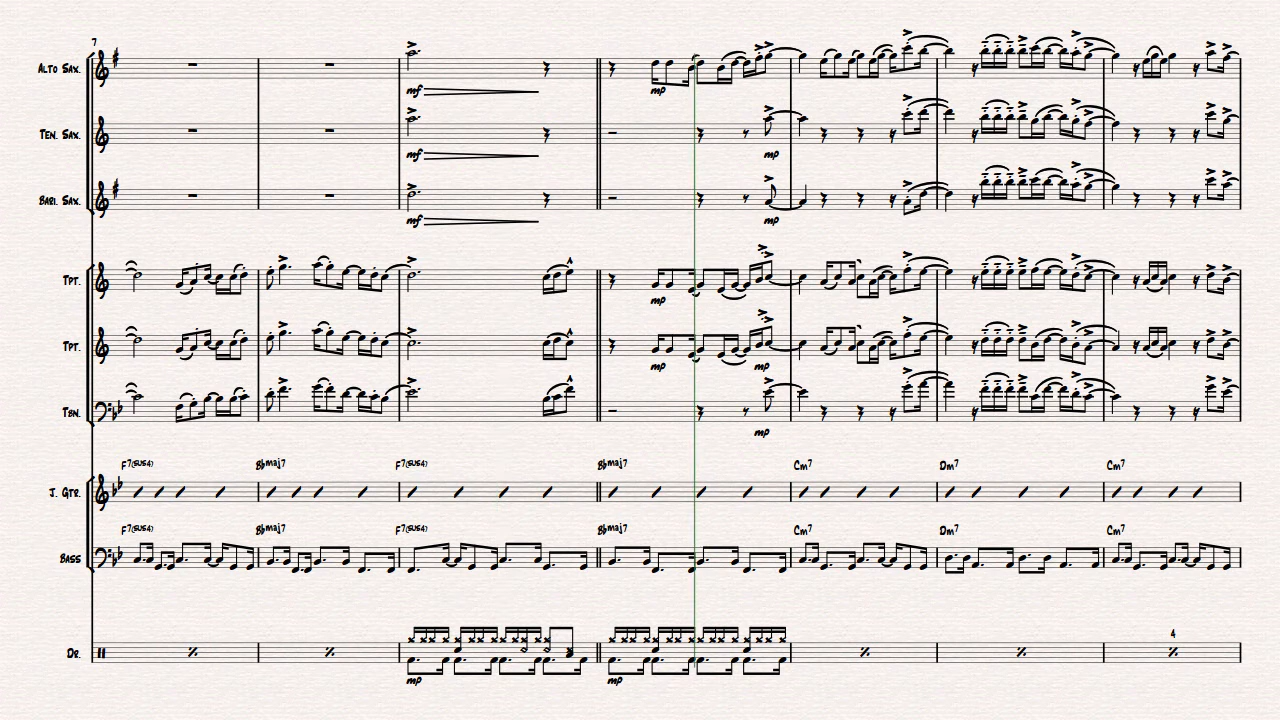 7
Alto Sax.
mf
mp
Ten. Sax.
mf
mp
Bari. Sax.
mf
mp
Tpt.
mp
Tpt.
mp mp
Tbn.
mp
F7(sus4) B♭maj7 F7(sus4) B♭maj7 Cm7 Dm7 Cm7
J. Gtr.
F7(sus4) B♭maj7 F7(sus4) B♭maj7 Cm7 Dm7 Cm7
Bass
4
Dr.
mp mp